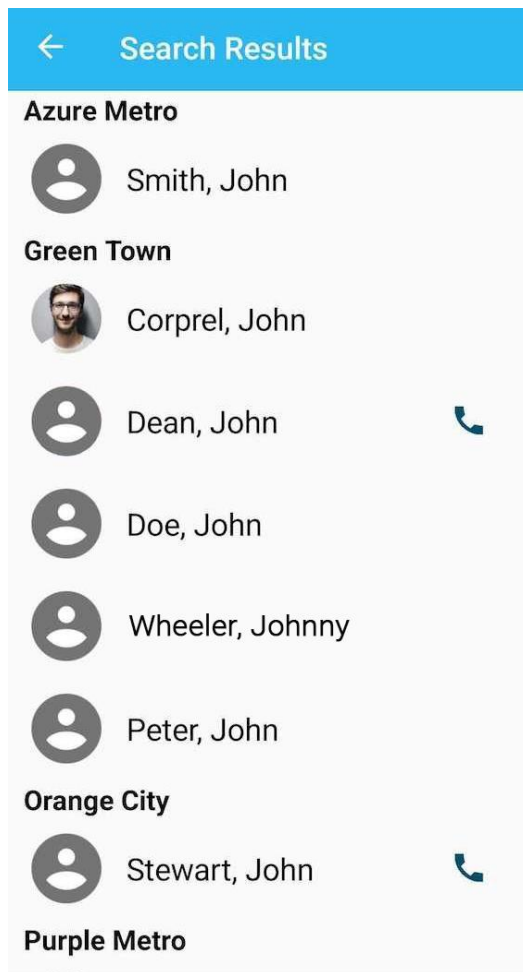 Search Results
Azure Metro
Smith, John
Green Town
Corprel, John
Dean, John
Doe, John
Wheeler, Johnny
Peter, John
Orange City
Stewart, John
Purple Metro